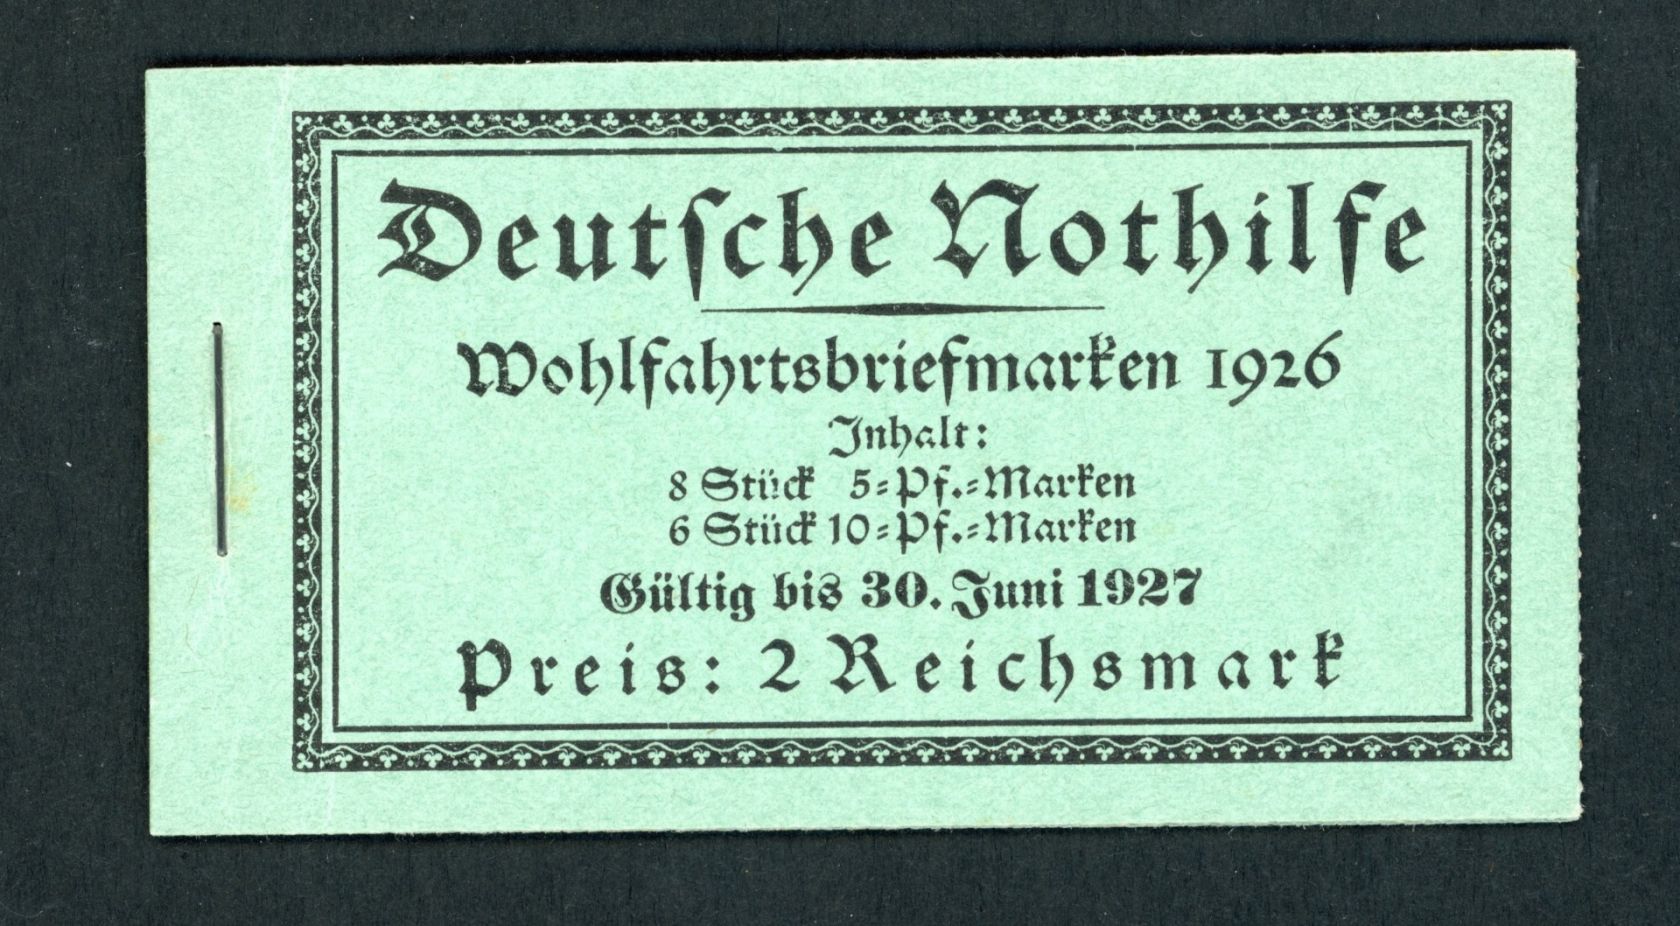 Deutſche Nothilfe
Wohlfahrtsbriefmarken 1926
Inhalt:
8 Stück 5=Pf.=Marken
6 Stück 10=Pf.=Marken
Gültig bis 30. Juni 1927
Preis: 2 Reichsmark